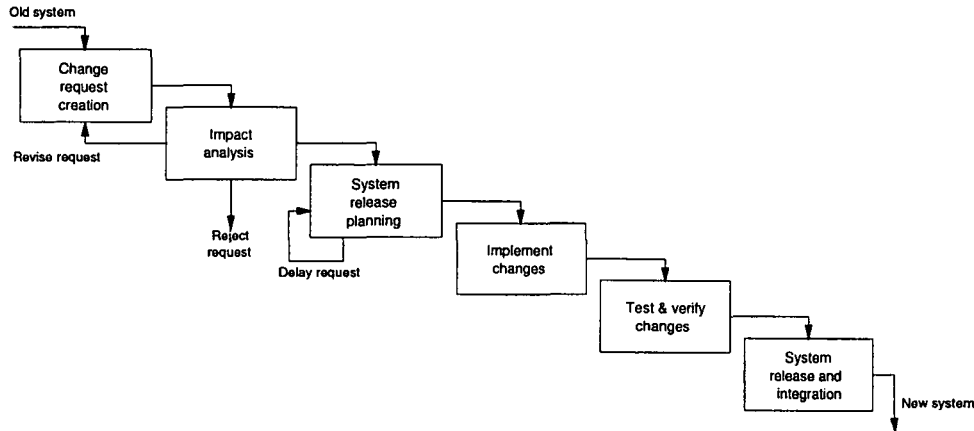 Old system
Change
request
creation
Revise request
Impact
analysis
Reject
request
System
release
planning
Delay request
Implement
changes
Test & verify
changes
System
release and
integration
New system